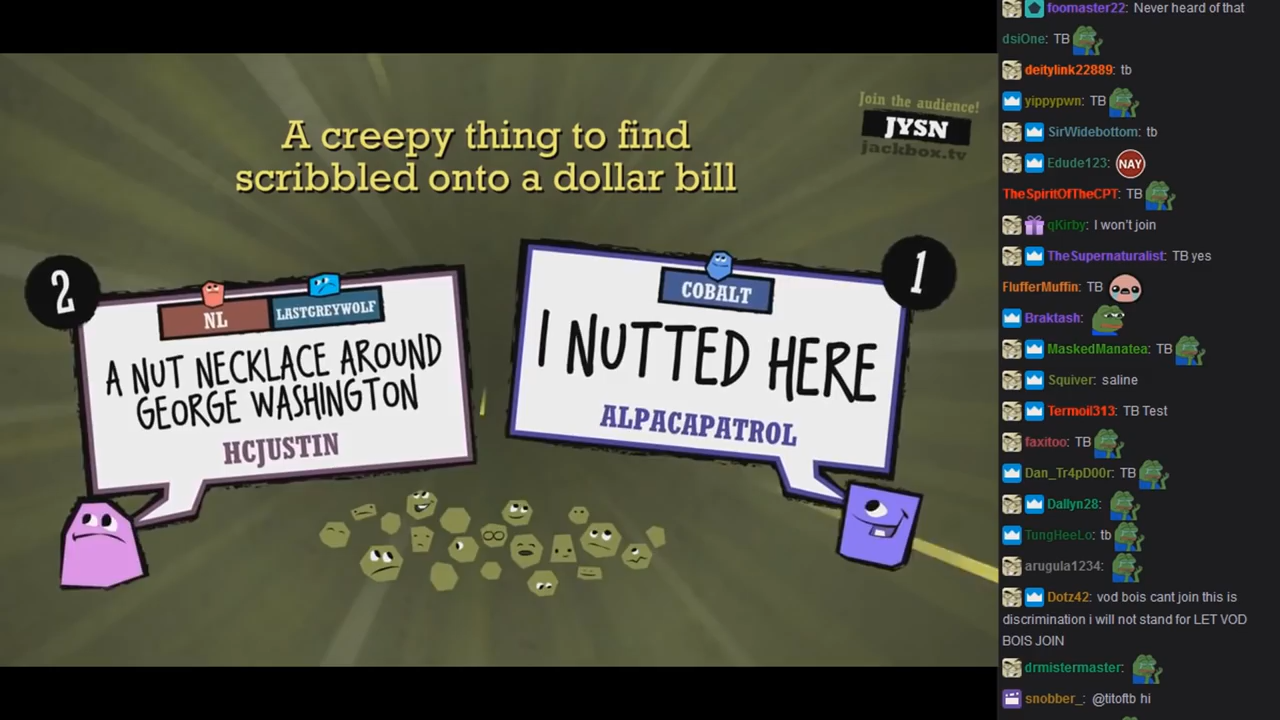 A creepy thing to find
scribbled onto a dollar bill
Join the audience!
JYSN
jackbox.tv
2
NL
LASTGREYWOLF
A NUT NECKLACE AROUND
GEORGE WASHINGTON
HCJUSTIN
1
COBALT
I NUTTED HERE
ALPACAPATROL
foomaster22: Never heard of that
dsiOne: TB
deitylink22889: tb
yippypwn: TB
SirWidebottom: tb
Edude123: NAY
TheSpiritOfTheCPT: TB
qKirby: I won't join
TheSupernaturalist: TB yes
FlufferMuffin: TB
Braktash:
MaskedManatea: TB
Squiver: saline
Termoil313: TB Test
faxitoo: TB
Dan_Tr4pD00r: TB
Dallyn28:
TungHeeLo: tb
arugula1234:
Dotz42: vod bois cant join this is
discrimination i will not stand for LET VOD
BOIS JOIN
drmistermaster:
snobber_: @titoftb hi